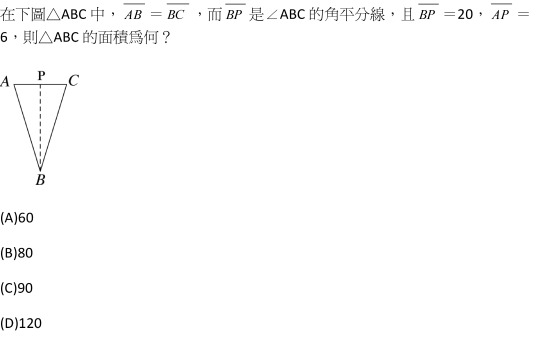 在下圖△ABC 中， AB ＝ BC ，而 BP 是∠ABC 的角平分線，且 BP ＝20， AP ＝
6，則△ABC 的面積為何？
P
A C
B
(A)60
(B)80
(C)90
(D)120